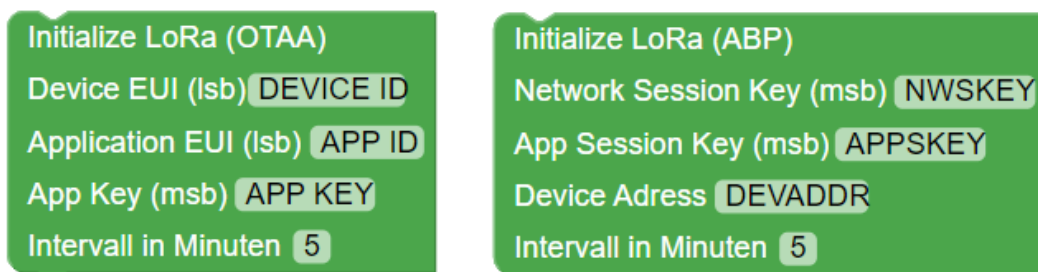 Initialize LoRa (OTAA)
Device EUI (lsb) DEVICE ID
Application EUI (lsb) APP ID
App Key (msb) APP KEY
Intervall in Minuten 5
Initialize LoRa (ABP)
Network Session Key (msb) NWSKEY
App Session Key (msb) APPSKEY
Device Adress DEVADDR
Intervall in Minuten 5